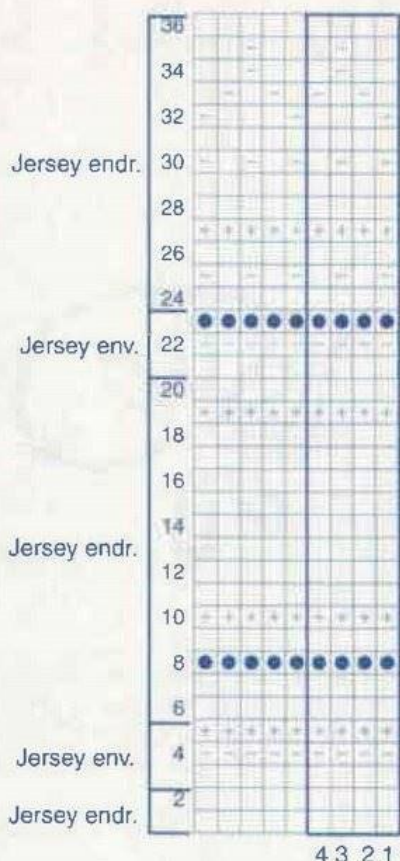 36
34
32
Jersey endr. 30
28
26
24
Jersey env. 22
20
18
16
14
Jersey endr.
12
10
8
6
Jersey env. 4
2
Jersey endr.
4 3 2 1